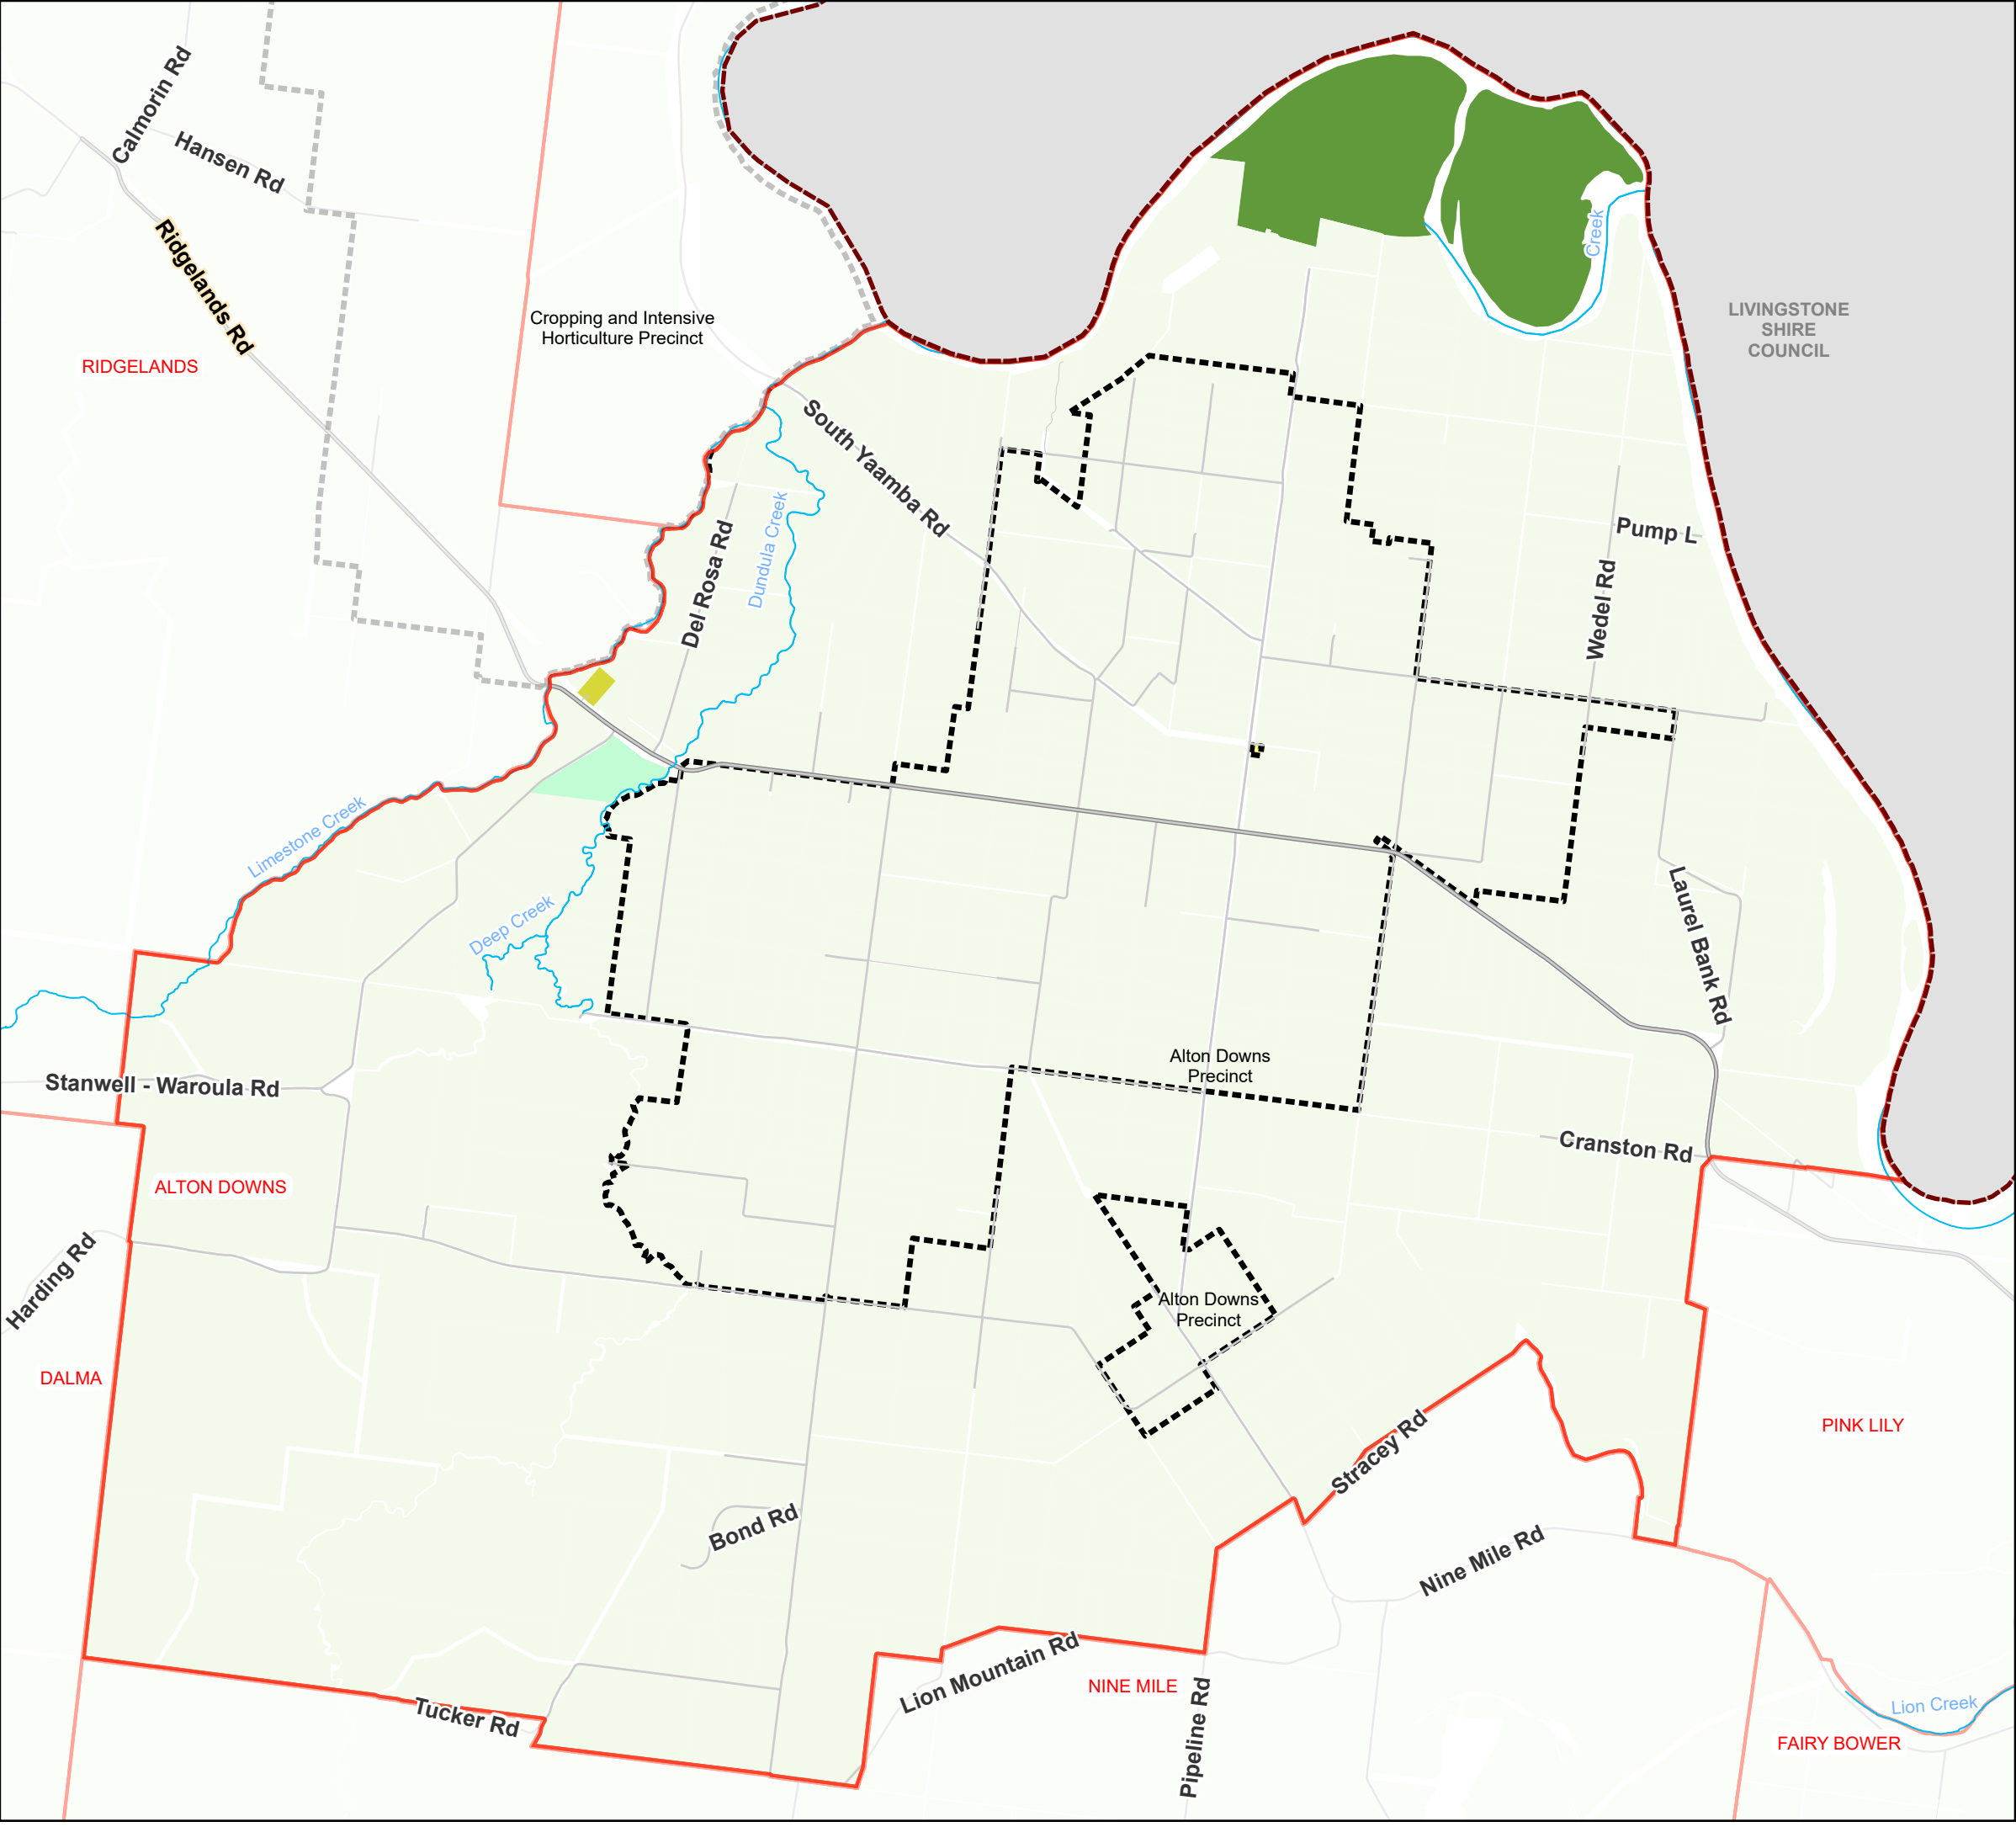 Calmorin Rd
Hansen Rd
Ridgelands Rd
Creek
Cropping and Intensive
Horticulture Precinct
LIVINGSTONE
SHIRE
COUNCIL
RIDGELANDS
South Yaamba Rd
Del Rosa Rd
Dundula Creek
Pump L
Wedel Rd
Limestone Creek
Deep Creek
Laurel Bank Rd
Alton Downs
Precinct
Stanwell - Waroula Rd
Cranston Rd
ALTON DOWNS
Harding Rd
Alton Downs
Precinct
DALMA
Stracey Rd
PINK LILY
Bond Rd
Nine Mile Rd
Lion Mountain Rd
NINE MILE
Pipeline Rd
Tucker Rd
Lion Creek
FAIRY BOWER